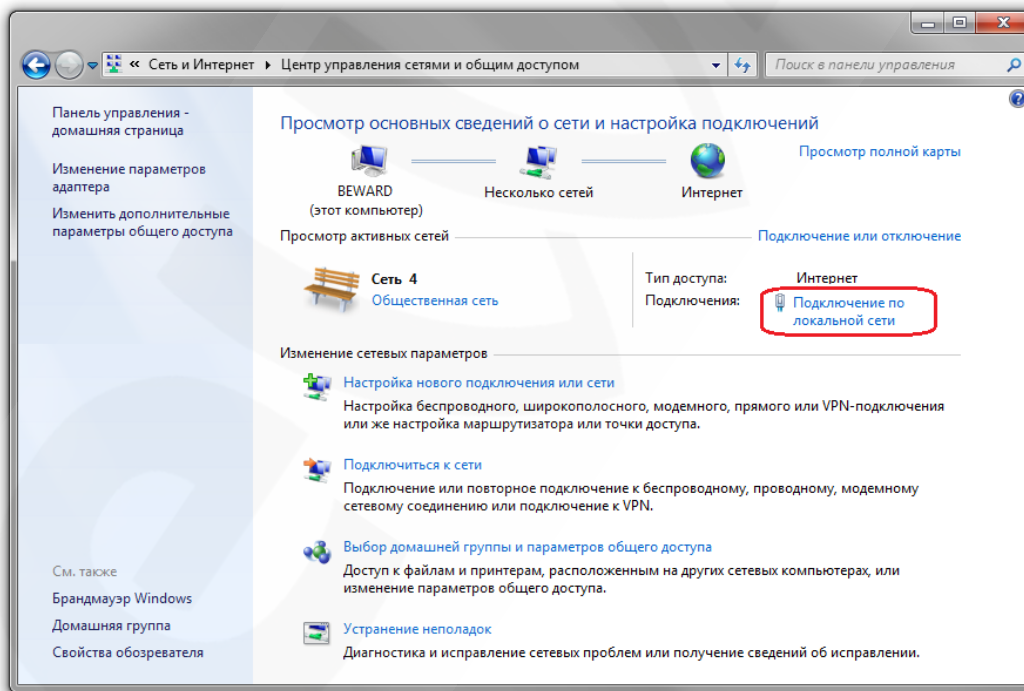 « Сеть и Интернет ▸ Центр управления сетями и общим доступом
Поиск в панели управления
Панель управления -
домашняя страница
Изменение параметров
адаптера
Изменить дополнительные
параметры общего доступа
См. также
Брандмауэр Windows
Домашняя группа
Свойства обозревателя
Просмотр основных сведений о сети и настройка подключений
Просмотр полной карты
BEWARD
(этот компьютер)
Несколько сетей
Интернет
Просмотр активных сетей
Подключение или отключение
Сеть 4
Общественная сеть
Тип доступа: Интернет
Подключения: Подключение по
локальной сети
Изменение сетевых параметров
Настройка нового подключения или сети
Настройка беспроводного, широкополосного, модемного, прямого или VPN-подключения
или же настройка маршрутизатора или точки доступа.
Подключиться к сети
Подключение или повторное подключение к беспроводному, проводному, модемному
сетевому соединению или подключение к VPN.
Выбор домашней группы и параметров общего доступа
Доступ к файлам и принтерам, расположенным на других сетевых компьютерах, или
изменение параметров общего доступа.
Устранение неполадок
Диагностика и исправление сетевых проблем или получение сведений об исправлении.